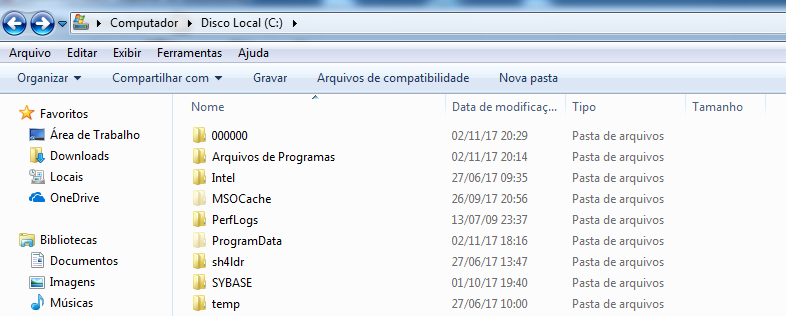 Computador Disco Local (C:)
Arquivo Editar Exibir Ferramentas Ajuda
Organizar Compartilhar com Gravar Arquivos de compatibilidade Nova pasta
Favoritos
Área de Trabalho
Downloads
Locais
OneDrive
Bibliotecas
Documentos
Imagens
Músicas
Nome Data de modificaç... Tipo Tamanho
000000 02/11/17 20:29 Pasta de arquivos
Arquivos de Programas 02/11/17 20:14 Pasta de arquivos
Intel 27/06/17 09:35 Pasta de arquivos
MSOCache 26/09/17 20:56 Pasta de arquivos
PerfLogs 13/07/09 23:37 Pasta de arquivos
ProgramData 02/11/17 18:16 Pasta de arquivos
sh4ldr 27/06/17 13:47 Pasta de arquivos
SYBASE 01/10/17 19:40 Pasta de arquivos
temp 27/06/17 10:00 Pasta de arquivos